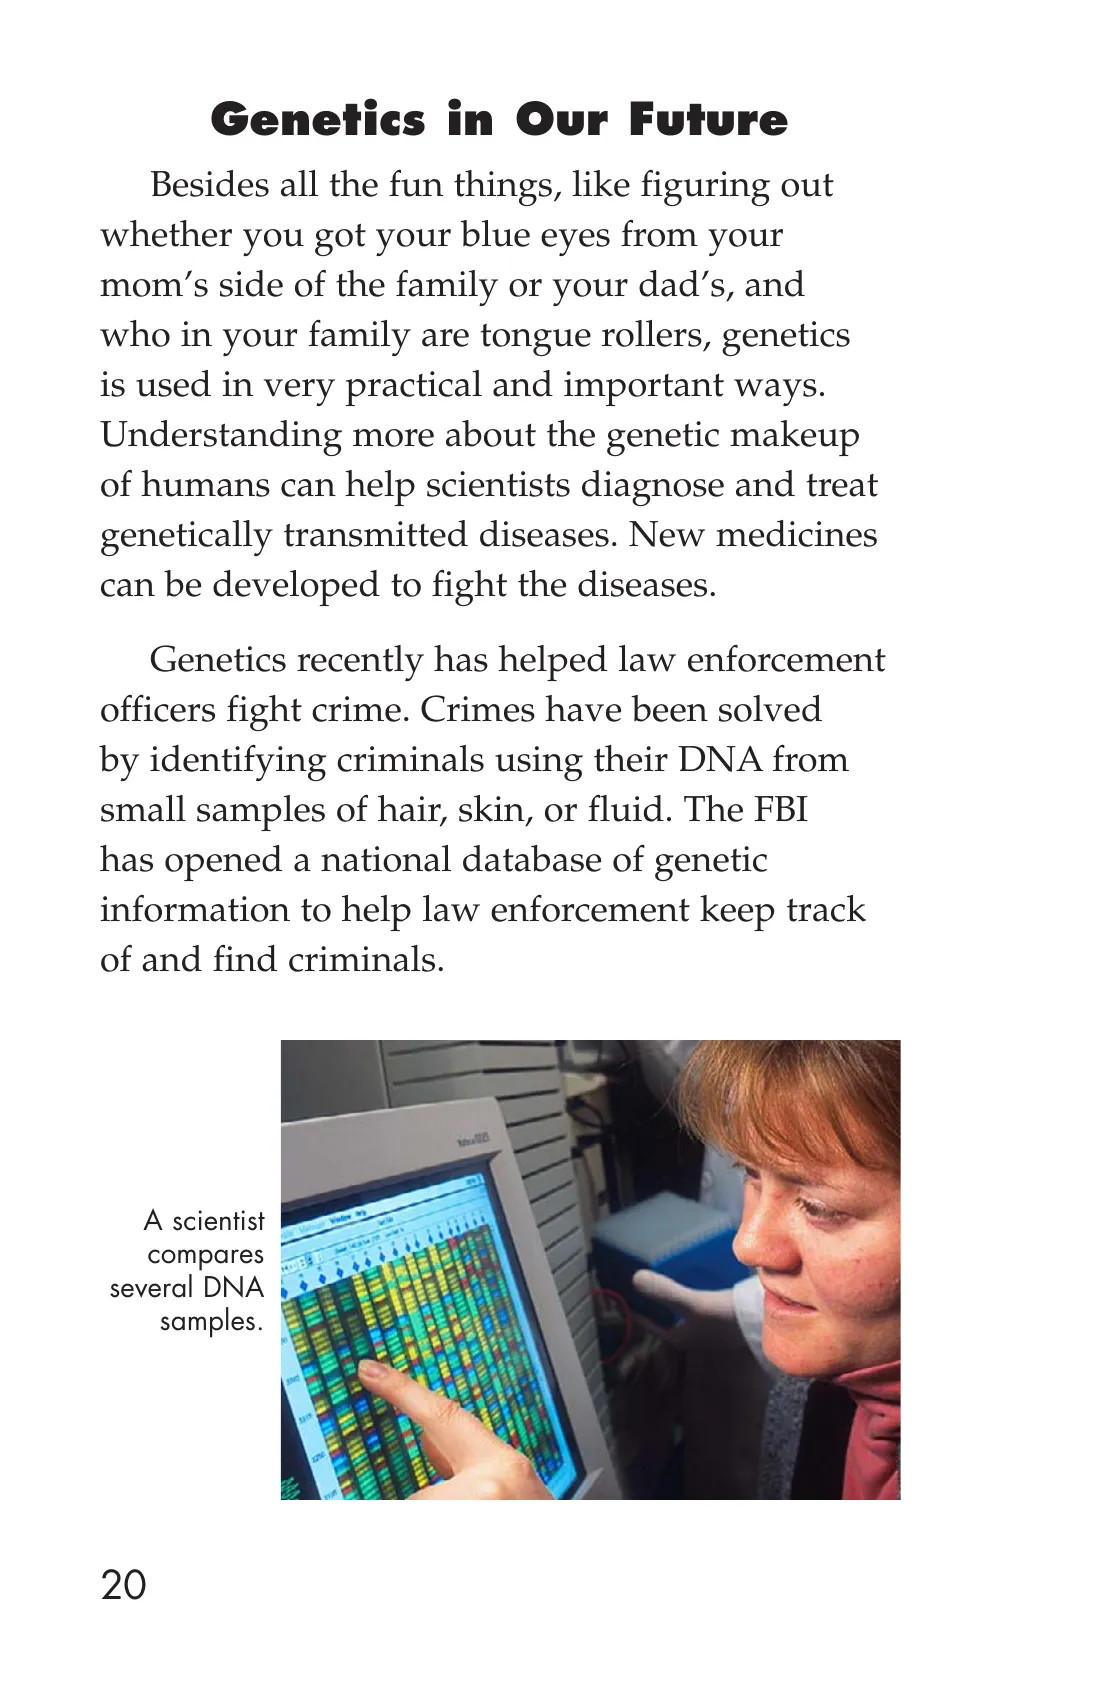 Genetics in Our Future
Besides all the fun things, like figuring out
whether you got your blue eyes from your
mom's side of the family or your dad's, and
who in your family are tongue rollers, genetics
is used in very practical and important ways.
Understanding more about the genetic makeup
of humans can help scientists diagnose and treat
genetically transmitted diseases. New medicines
can be developed to fight the diseases.
Genetics recently has helped law enforcement
officers fight crime. Crimes have been solved
by identifying criminals using their DNA from
small samples of hair, skin, or fluid. The FBI
has opened a national database of genetic
information to help law enforcement keep track
of and find criminals.
A scientist
compares
several DNA
samples.
Window Help
20